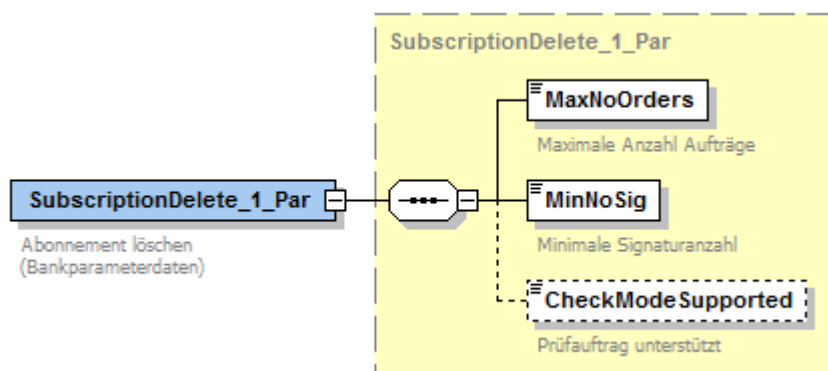 SubscriptionDelete_1_Par
MaxNoOrders
Maximale Anzahl Aufträge
SubscriptionDelete_1_Par
Abonnement löschen
(Bankparameterdaten)
MinNoSig
Minimale Signaturanzahl
CheckModeSupported
Prüfauftrag unterstützt